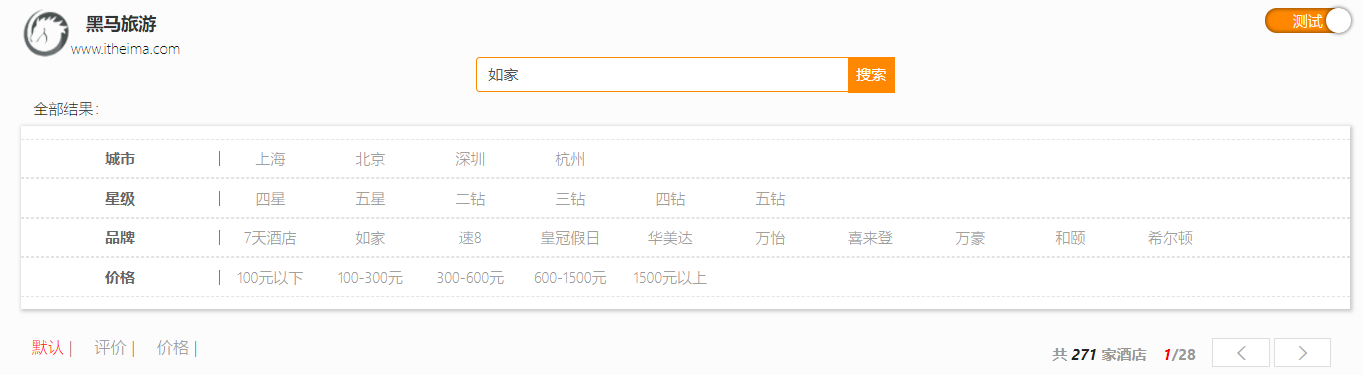 黑马旅游
www.itheima.com
测试
如家 搜索
全部结果:
城市 | 上海 北京 深圳 杭州
星级 | 四星 五星 二钻 三钻 四钻 五钻
品牌 | 7天酒店 如家 速8 皇冠假日 华美达 万怡 喜来登 万豪 和颐 希尔顿
价格 | 100元以下 100-300元 300-600元 600-1500元 1500元以上
默认 | 评价 | 价格 | 共 271 家酒店 1/28